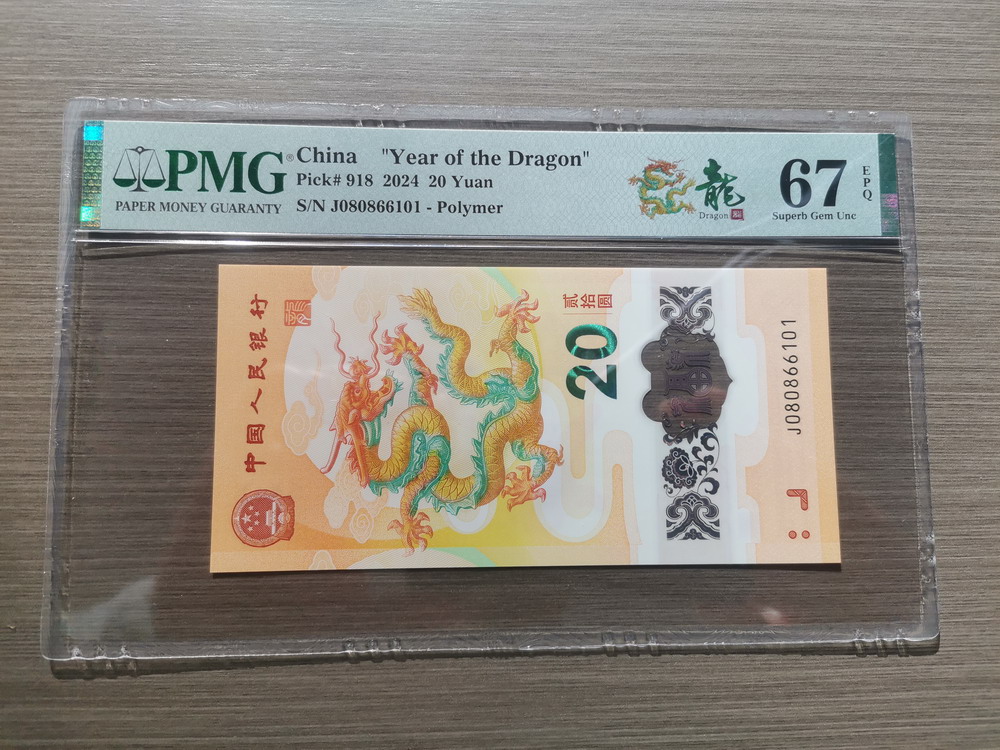 PMG®
PAPER MONEY GUARANTY
China "Year of the Dragon"
Pick# 918 2024 20 Yuan
S/N J080866101 - Polymer
龍
Dragon
67
EPQ
Superb Gem Unc
中国人民银行
贰拾圆
20
J080866101